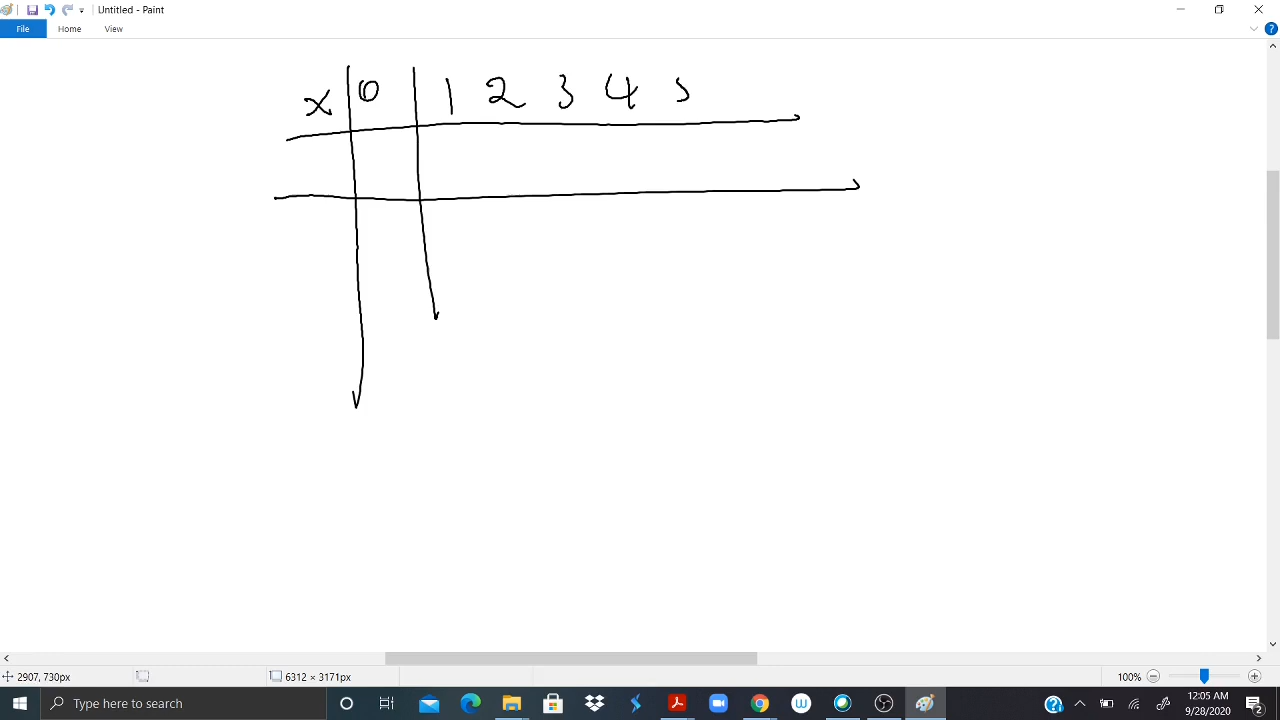 Untitled - Paint
File Home View
x 0 1 2 3 4
2907, 730px 6312 × 3171px 100%
Type here to search
12:05 AM
9/28/2020
2